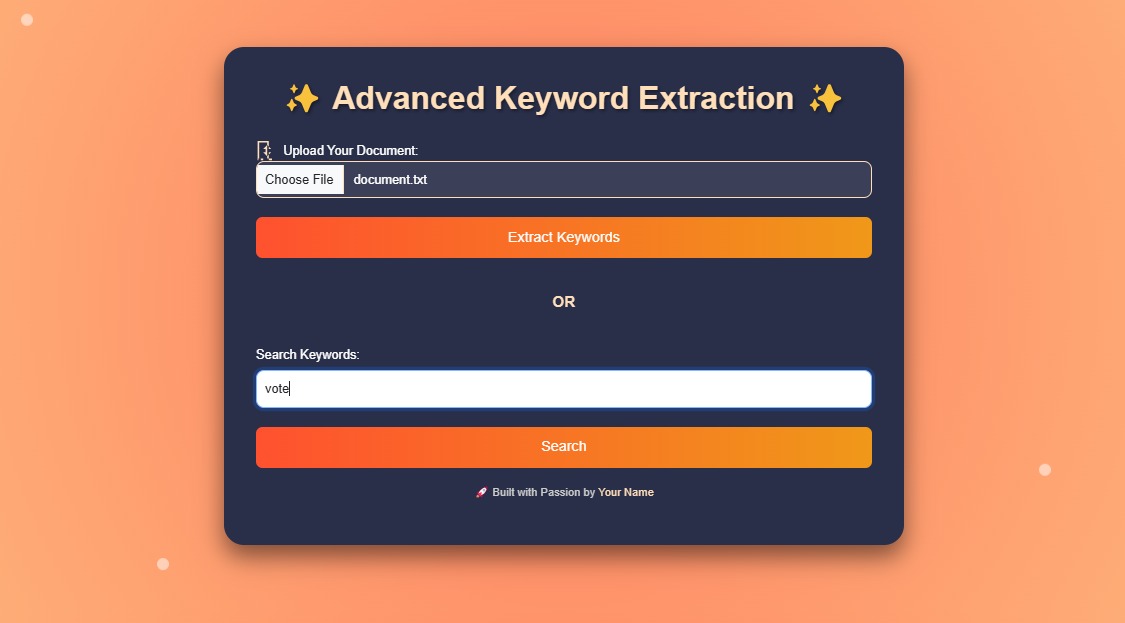 ✨ Advanced Keyword Extraction ✨
Upload Your Document:
Choose File document.txt
Extract Keywords
OR
Search Keywords:
vote
Search
🚀 Built with Passion by Your Name